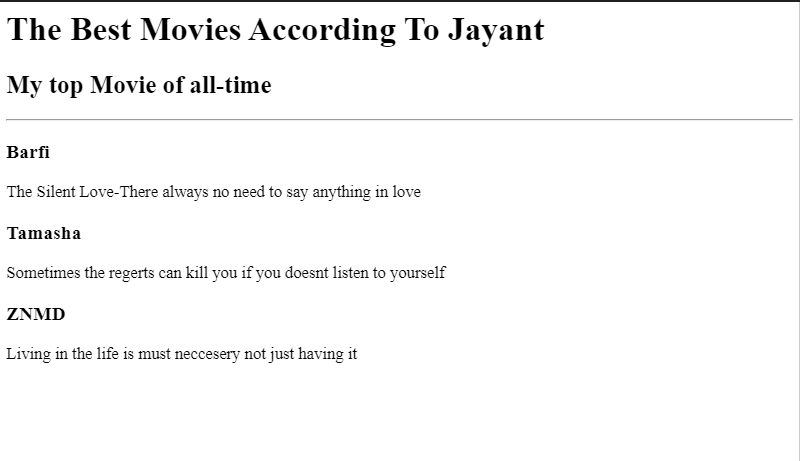 The Best Movies According To Jayant
My top Movie of all-time
Barfi
The Silent Love-There always no need to say anything in love
Tamasha
Sometimes the regerts can kill you if you doesnt listen to yourself
ZNMD
Living in the life is must neccesery not just having it